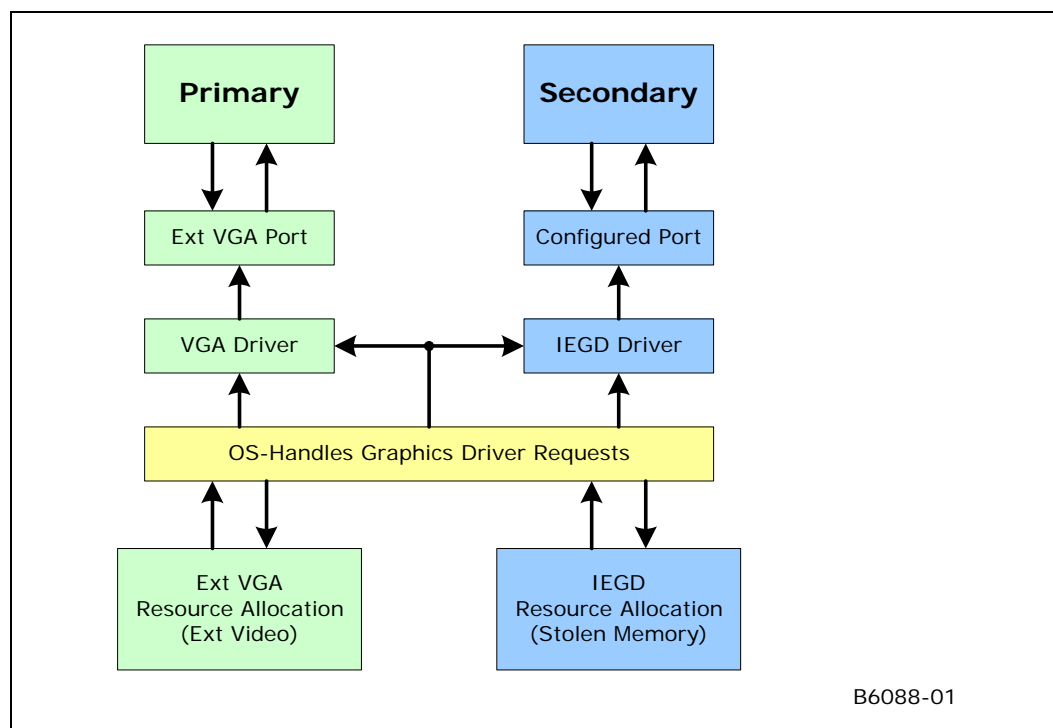 Primary
Secondary
Ext VGA Port
Configured Port
VGA Driver
IEGD Driver
OS-Handles Graphics Driver Requests
Ext VGA
Resource Allocation
(Ext Video)
IEGD
Resource Allocation
(Stolen Memory)
B6088-01